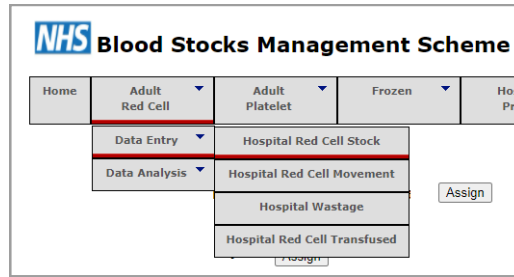 NHS Blood Stocks Management Scheme
Home
Adult
Red Cell
Adult
Platelet
Frozen
Data Entry
Hospital Red Cell Stock
Data Analysis
Hospital Red Cell Movement
Assign
Hospital Wastage
Hospital Red Cell Transfused
Assign